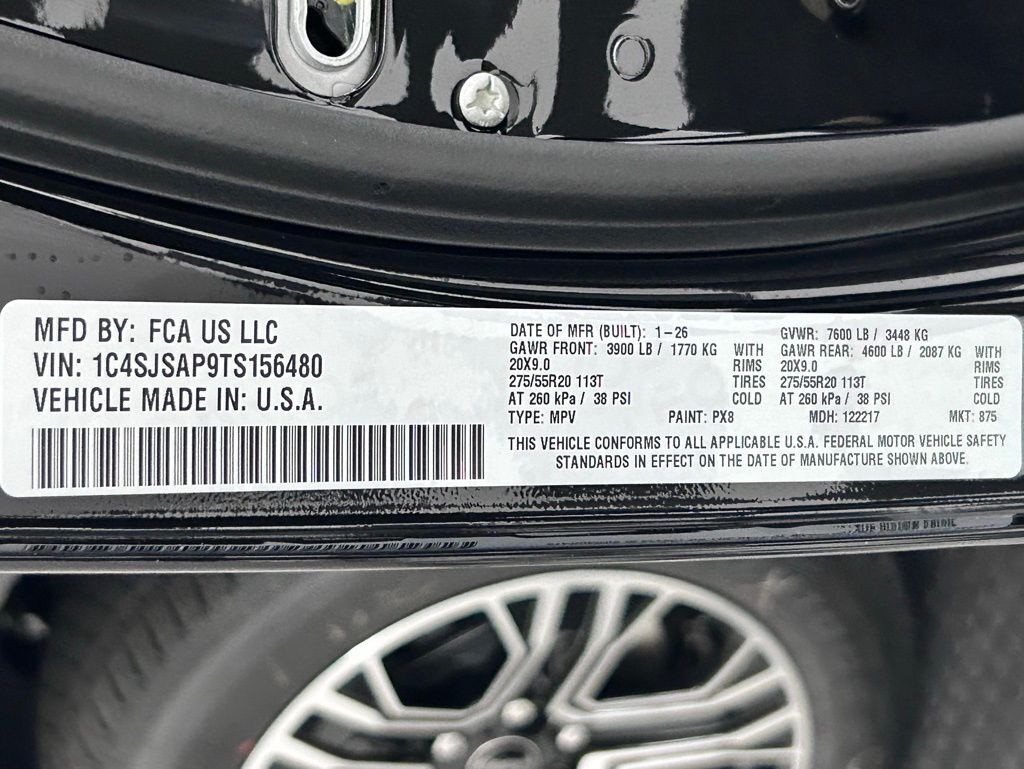 MFD BY: FCA US LLC
VIN: 1C4SJSAP9TS156480
VEHICLE MADE IN: U.S.A.
DATE OF MFR (BUILT): 1-26 GVWR: 7600 LB / 3448 KG
GAWR FRONT: 3900 LB / 1770 KG WITH GAWR REAR: 4600 LB / 2087 KG WITH
20X9.0 RIMS 20X9.0 RIMS
275/55R20 113T TIRES 275/55R20 113T TIRES
AT 260 kPa / 38 PSI COLD AT 260 kPa / 38 PSI COLD
TYPE: MPV PAINT: PX8 MDH: 122217 MKT: 875
THIS VEHICLE CONFORMS TO ALL APPLICABLE U.S.A. FEDERAL MOTOR VEHICLE SAFETY
STANDARDS IN EFFECT ON THE DATE OF MANUFACTURE SHOWN ABOVE.